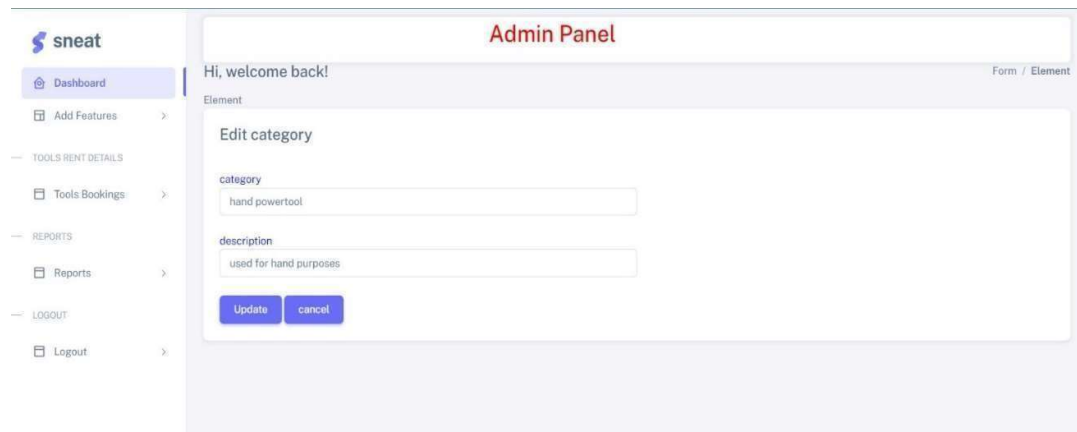 sneat
Dashboard
Add Features
TOOLS RENT DETAILS
Tools Bookings
REPORTS
Reports
LOGOUT
Logout
Admin Panel
Hi, welcome back!
Form / Element
Element
Edit category
category
hand powertool
description
used for hand purposes
Update cancel